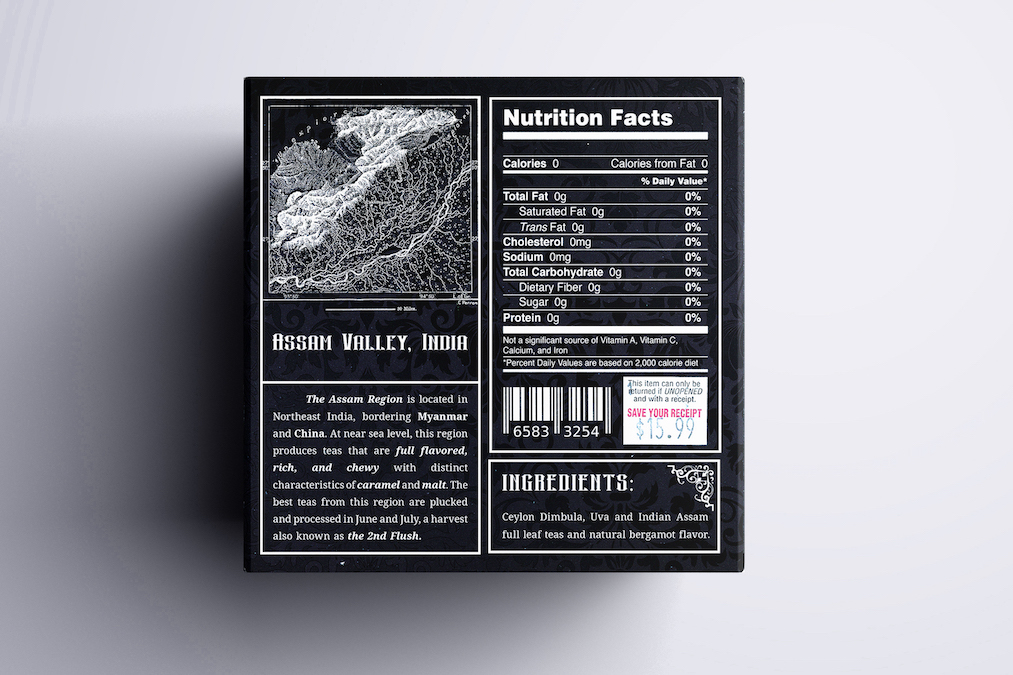 Assam Valley, India
The Assam Region is located in
Northeast India, bordering Myanmar
and China. At near sea level, this region
produces teas that are full flavored,
rich, and chewy with distinct
characteristics of caramel and malt. The
best teas from this region are plucked
and processed in June and July, a harvest
also known as the 2nd Flush.
Nutrition Facts
Calories 0 Calories from Fat 0
% Daily Value*
Total Fat 0g 0%
Saturated Fat 0g 0%
Trans Fat 0g 0%
Cholesterol 0mg 0%
Sodium 0mg 0%
Total Carbohydrate 0g 0%
Dietary Fiber 0g 0%
Sugar 0g 0%
Protein 0g 0%
Not a significant source of Vitamin A, Vitamin C,
Calcium, and Iron
*Percent Daily Values are based on 2,000 calorie diet
6583 3254
This item can only be
returned if UNOPENED
and with a receipt.
SAVE YOUR RECEIPT
$15.99
Ingredients:
Ceylon Dimbula, Uva and Indian Assam
full leaf teas and natural bergamot flavor.